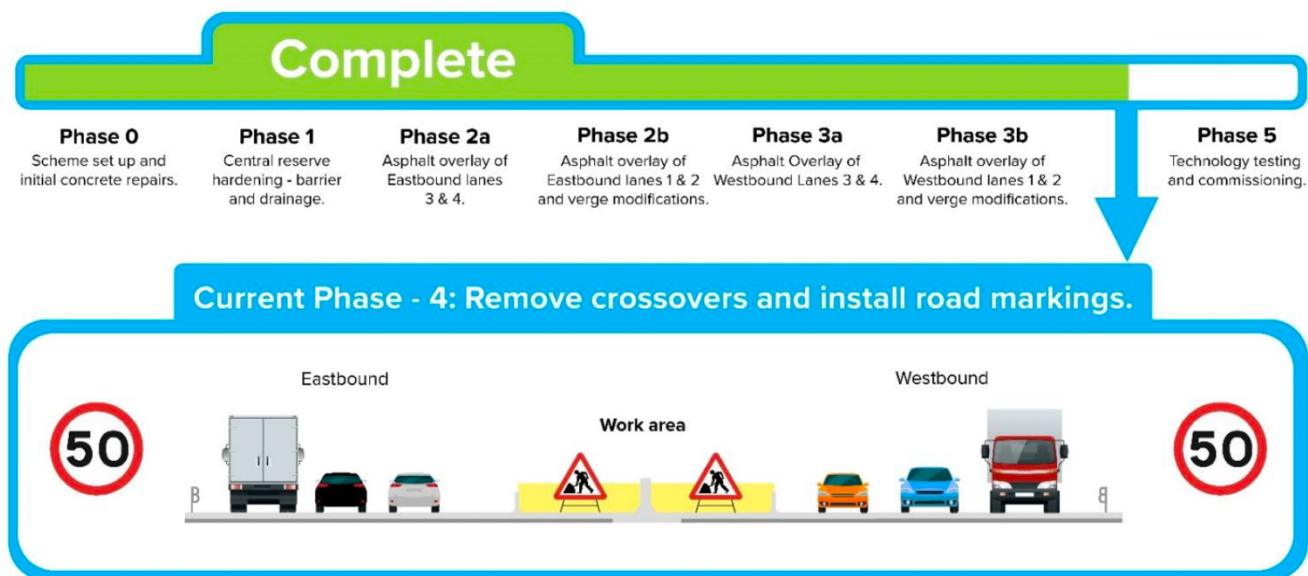 Complete
Phase 0
Scheme set up and
initial concrete repairs.
Phase 1
Central reserve
hardening - barrier
and drainage.
Phase 2a
Asphalt overlay of
Eastbound lanes
3 & 4.
Phase 2b
Asphalt overlay of
Eastbound lanes 1 & 2
and verge modifications.
Phase 3a
Asphalt Overlay of
Westbound Lanes 3 & 4.
Phase 3b
Asphalt overlay of
Westbound lanes 1 & 2
and verge modifications.
Phase 5
Technology testing
and commissioning.
Current Phase - 4: Remove crossovers and install road markings.
Eastbound
Westbound
50
Work area
50